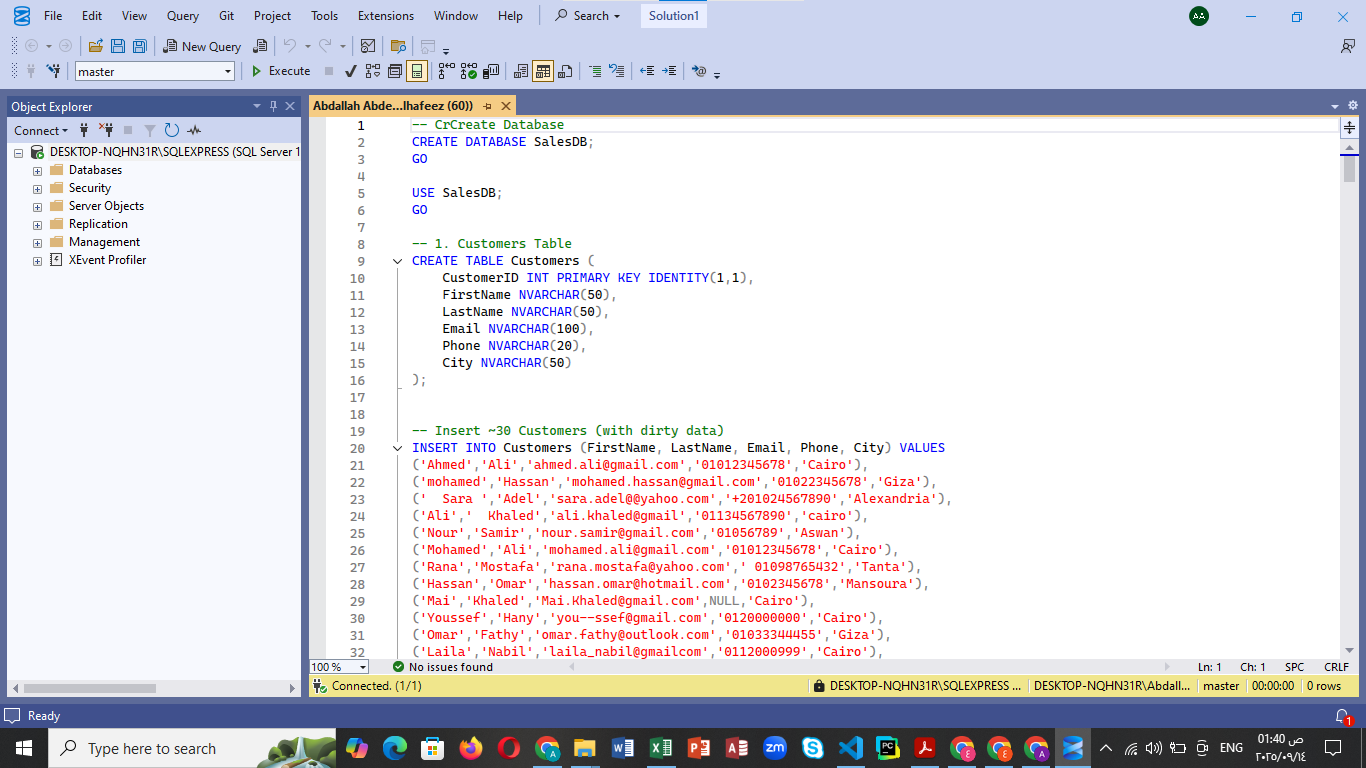 File Edit View Query Git Project Tools Extensions Window Help Search Solution1 AA
New Query
master Execute
Object Explorer
Connect
DESKTOP-NQHN31R\SQLEXPRESS (SQL Server 1
Databases
Security
Server Objects
Replication
Management
XEvent Profiler
Abdallah Abde...lhafeez (60))
1 -- CrCreate Database
2 CREATE DATABASE SalesDB;
3 GO
4
5 USE SalesDB;
6 GO
7
8 -- 1. Customers Table
9 CREATE TABLE Customers (
10 CustomerID INT PRIMARY KEY IDENTITY(1,1),
11 FirstName NVARCHAR(50),
12 LastName NVARCHAR(50),
13 Email NVARCHAR(100),
14 Phone NVARCHAR(20),
15 City NVARCHAR(50)
16 );
17
18
19 -- Insert ~30 Customers (with dirty data)
20 INSERT INTO Customers (FirstName, LastName, Email, Phone, City) VALUES
21 ('Ahmed','Ali','ahmed.ali@gmail.com','01012345678','Cairo'),
22 ('mohamed','Hassan','mohamed.hassan@gmail.com','01022345678','Giza'),
23 ('  Sara ','Adel','sara.adel@@yahoo.com','+201024567890','Alexandria'),
24 ('Ali','  Khaled','ali.khaled@gmail','01134567890','cairo'),
25 ('Nour','Samir','nour.samir@gmail.com','01056789','Aswan'),
26 ('Mohamed','Ali','mohamed.ali@gmail.com','01012345678','Cairo'),
27 ('Rana','Mostafa','rana.mostafa@yahoo.com',' 01098765432','Tanta'),
28 ('Hassan','Omar','hassan.omar@hotmail.com','0102345678','Mansoura'),
29 ('Mai','Khaled','Mai.Khaled@gmail.com',NULL,'Cairo'),
30 ('Youssef','Hany','you--ssef@gmail.com','0120000000','Cairo'),
31 ('Omar','Fathy','omar.fathy@outlook.com','01033344455','Giza'),
32 ('Laila','Nabil','laila_nabil@gmailcom','0112000999','Cairo'),
100 % No issues found Ln: 1 Ch: 1 SPC CRLF
Connected. (1/1) DESKTOP-NQHN31R\SQLEXPRESS ... DESKTOP-NQHN31R\Abdall... master 00:00:00 0 rows
Ready 1
Type here to search ENG 01:40 ص
٢٠٢٥/٠٩/١٤